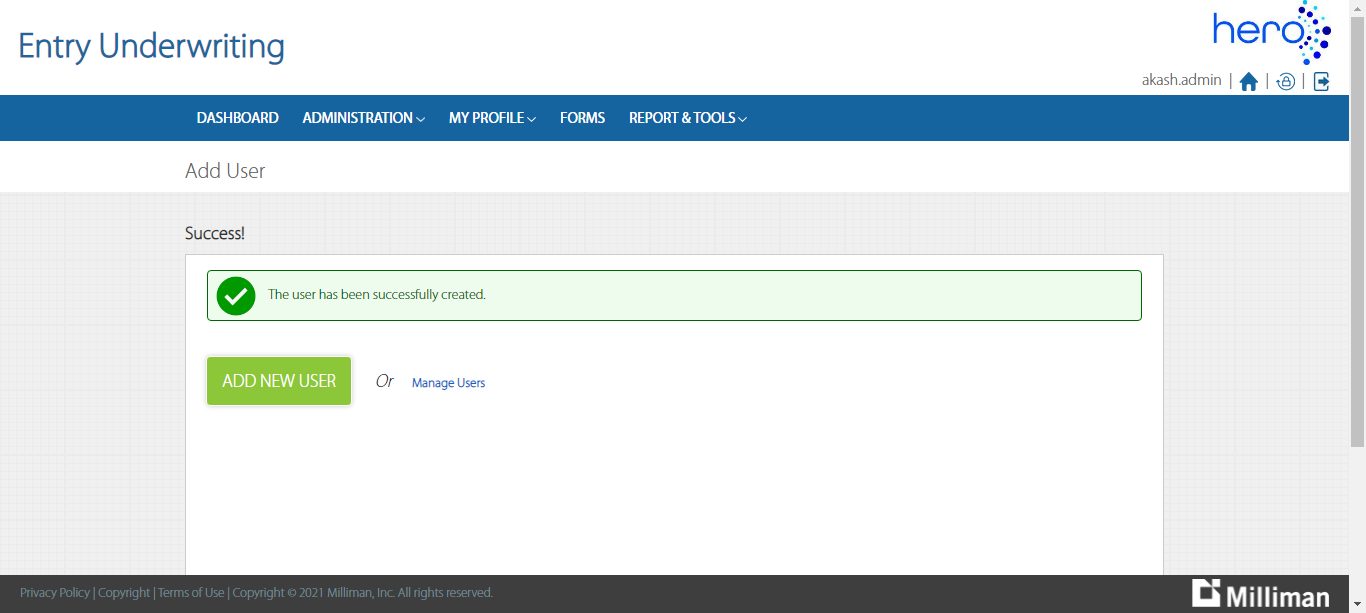 hero
Entry Underwriting
akash.admin | | |
DASHBOARD ADMINISTRATION MY PROFILE FORMS REPORT & TOOLS
Add User
Success!
The user has been successfully created.
ADD NEW USER Or Manage Users
Privacy Policy | Copyright | Terms of Use | Copyright © 2021 Milliman, Inc. All rights reserved.
Milliman